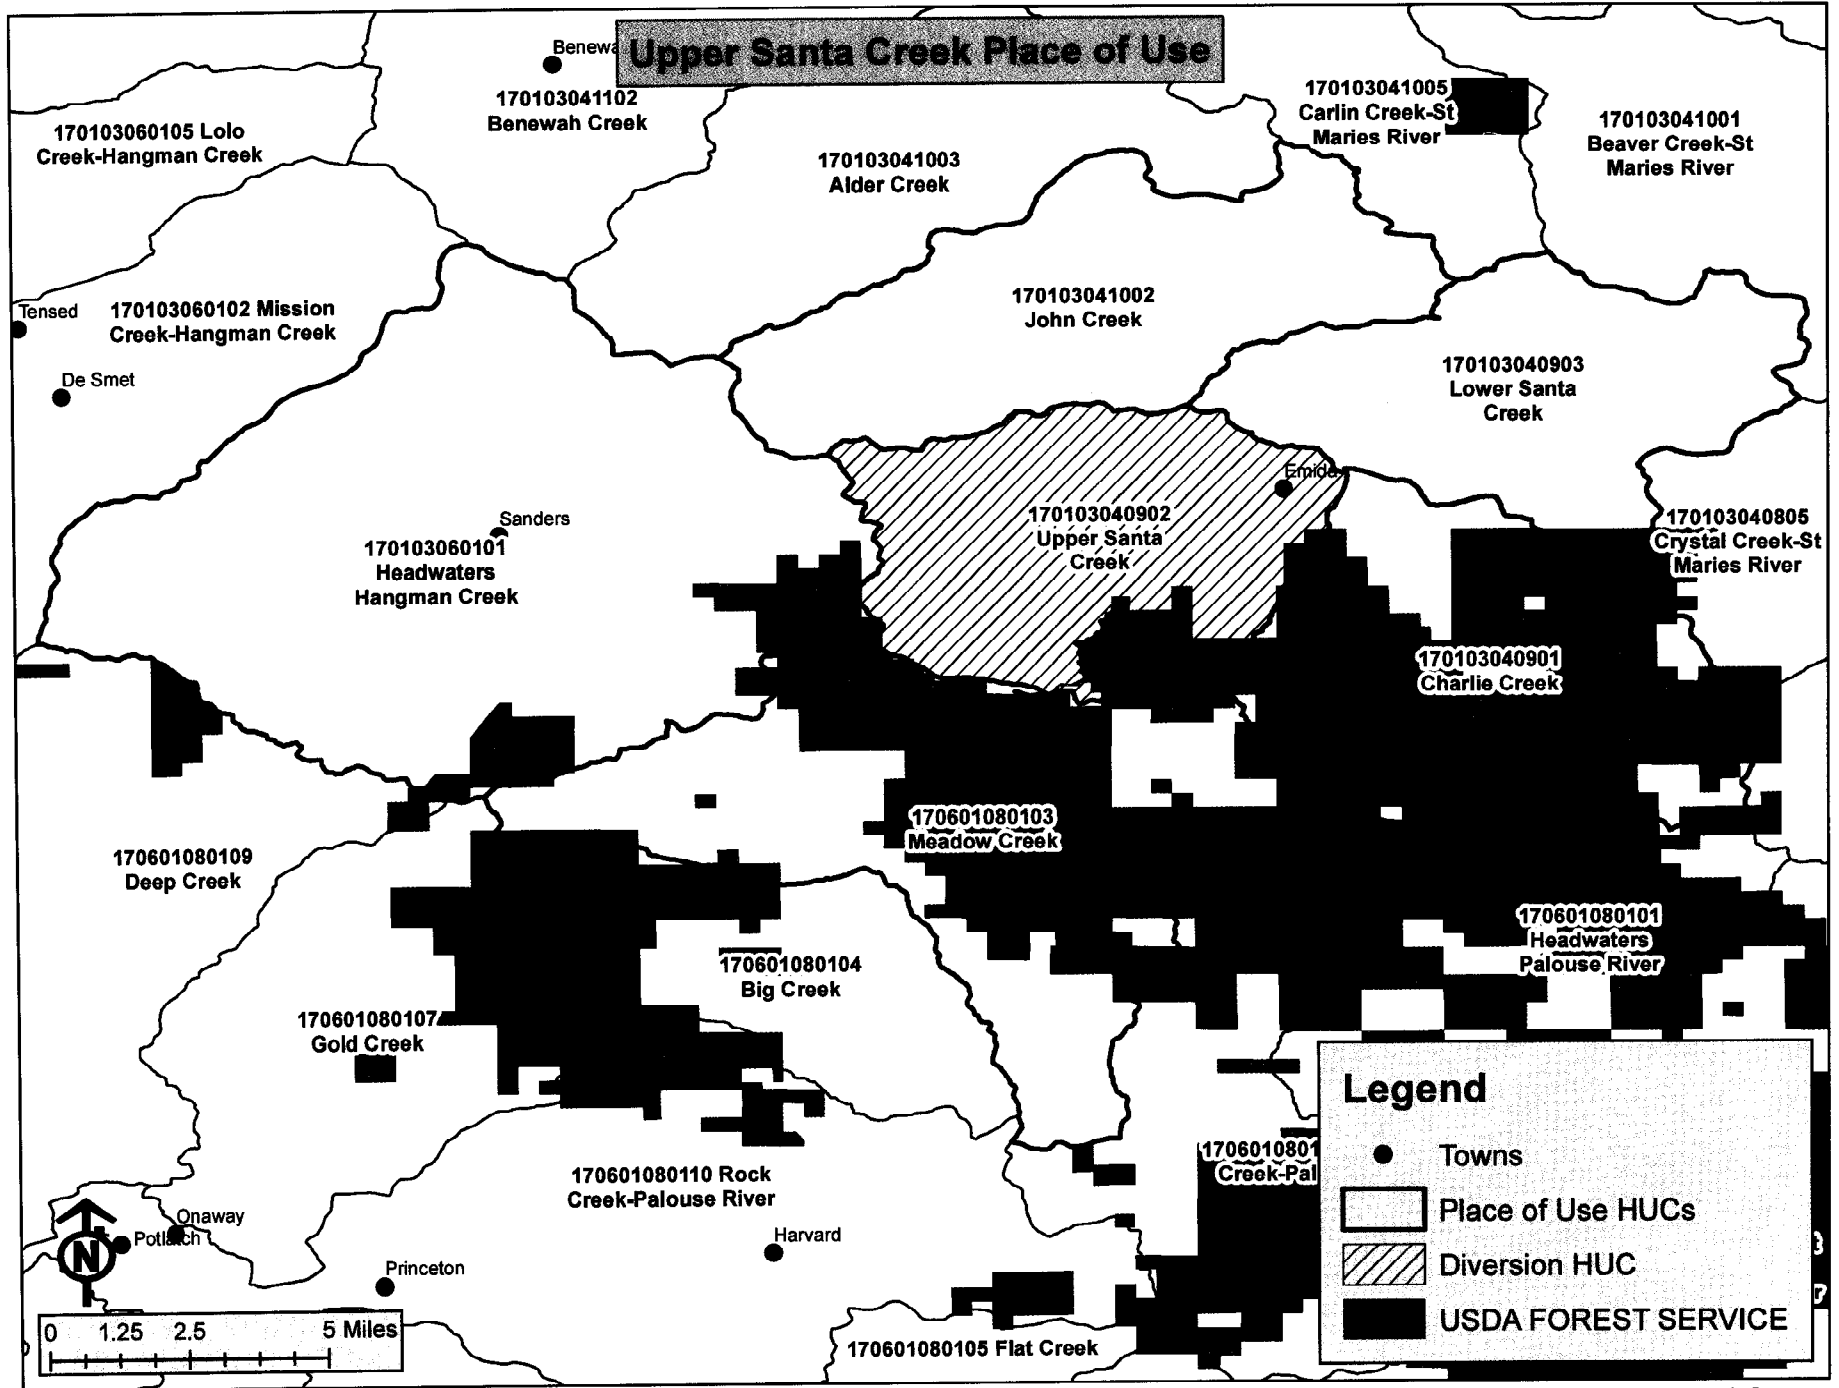 Upper Santa Creek Place of Use
170103041102
Benewah Creek
170103041005
Carlin Creek-St
Maries River
170103041001
Beaver Creek-St
Maries River
170103060105 Lolo
Creek-Hangman Creek
170103041003
Alder Creek
Tensed
170103060102 Mission
Creek-Hangman Creek
170103041002
John Creek
De Smet
170103040903
Lower Santa
Creek
Emida
Sanders
170103060101
Headwaters
Hangman Creek
170103040902
Upper Santa
Creek
170103040805
Crystal Creek-St
Maries River
170103040901
Charlie Creek
170601080103
Meadow Creek
170601080109
Deep Creek
170601080101
Headwaters
Palouse River
170601080104
Big Creek
170601080107
Gold Creek
170601080110 Rock
Creek-Palouse River
1706010801
Creek-Pal
Onaway
Potlatch
Harvard
Princeton
170601080105 Flat Creek
N
0 1.25 2.5 5 Miles
Legend
Towns
Place of Use HUCs
Diversion HUC
USDA FOREST SERVICE